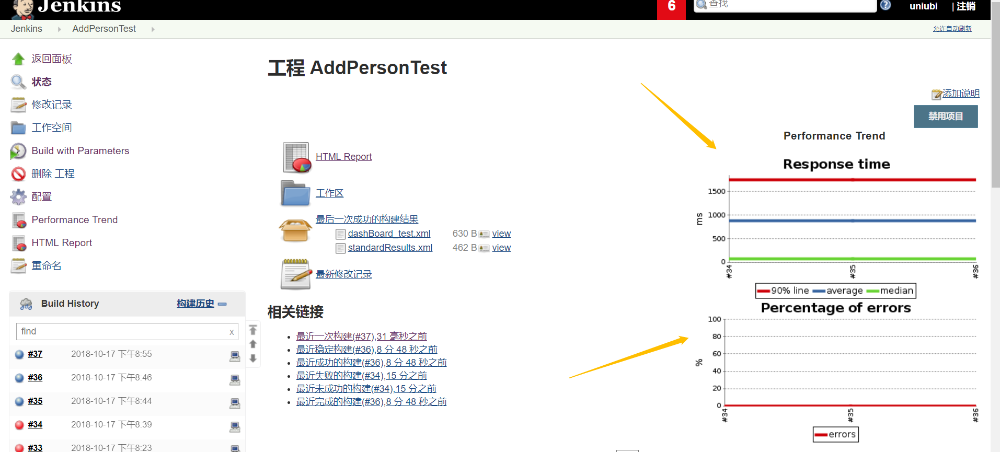 Jenkins
6
查找
uniubi
| 注销
Jenkins
AddPersonTest
允许自动刷新
返回面板
状态
修改记录
工作空间
Build with Parameters
删除 工程
配置
Performance Trend
HTML Report
重命名
Build History
构建历史
find
x
#37
2018-10-17 下午8:55
#36
2018-10-17 下午8:46
#35
2018-10-17 下午8:44
#34
2018-10-17 下午8:39
#33
2018-10-17 下午8:23
工程 AddPersonTest
添加说明
禁用项目
HTML Report
工作区
最后一次成功的构建结果
dashBoard_test.xml 630 B view
standardResults.xml 462 B view
最新修改记录
相关链接
最近一次构建(#37),31 毫秒之前
最近稳定构建(#36),8 分 48 秒之前
最近成功的构建(#36),8 分 48 秒之前
最近失败的构建(#34),15 分之前
最近未成功的构建(#34),15 分之前
最近完成的构建(#36),8 分 48 秒之前
Performance Trend
Response time
1500
1000
500
0
ms
#34
#35
#36
90% line average median
Percentage of errors
100
80
60
40
20
0
%
#34
#35
#36
errors